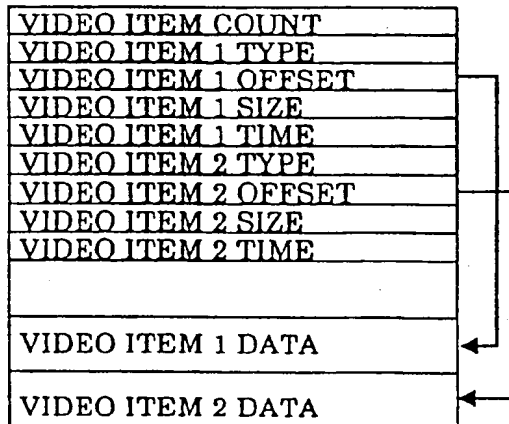 VIDEO ITEM COUNT
VIDEO ITEM 1 TYPE
VIDEO ITEM 1 OFFSET
VIDEO ITEM 1 SIZE
VIDEO ITEM 1 TIME
VIDEO ITEM 2 TYPE
VIDEO ITEM 2 OFFSET
VIDEO ITEM 2 SIZE
VIDEO ITEM 2 TIME
VIDEO ITEM 1 DATA
VIDEO ITEM 2 DATA